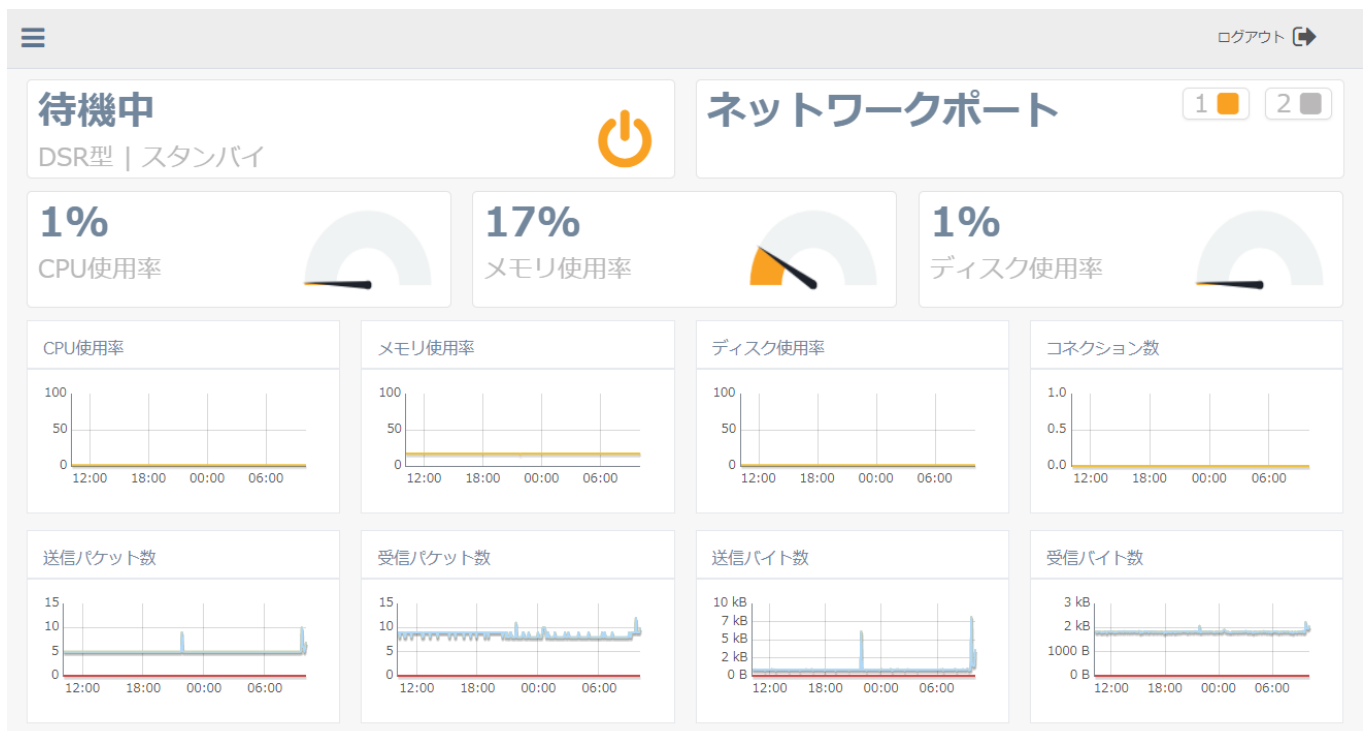 ログアウト
待機中
DSR型 | スタンバイ
ネットワークポート
1
2
1%
CPU使用率
17%
メモリ使用率
1%
ディスク使用率
CPU使用率
100
50
0
12:00 18:00 00:00 06:00
メモリ使用率
100
50
0
12:00 18:00 00:00 06:00
ディスク使用率
100
50
0
12:00 18:00 00:00 06:00
コネクション数
1.0
0.5
0.0
12:00 18:00 00:00 06:00
送信パケット数
15
10
5
0
12:00 18:00 00:00 06:00
受信パケット数
15
10
5
0
12:00 18:00 00:00 06:00
送信バイト数
10 kB
7 kB
5 kB
2 kB
0 B
12:00 18:00 00:00 06:00
受信バイト数
3 kB
2 kB
1000 B
0 B
12:00 18:00 00:00 06:00